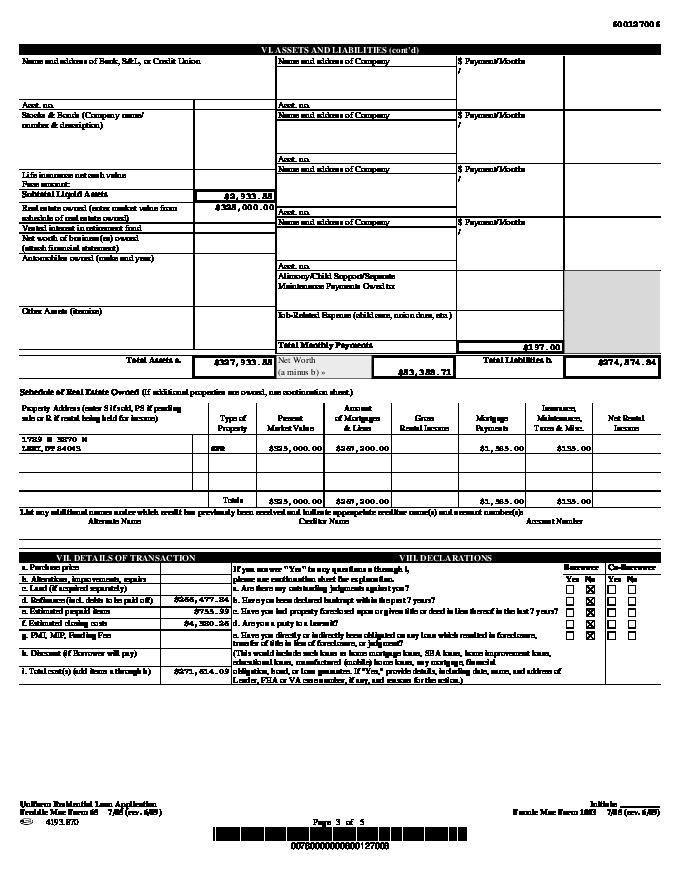 600127006
VI. ASSETS AND LIABILITIES (cont'd)
Name and address of Bank, S&L, or Credit Union
Name and address of Company
$ Payment/Months
/
Acct. no.
Acct. no.
Stocks & Bonds (Company name/
number & description)
Name and address of Company
$ Payment/Months
/
Acct. no.
Life insurance net cash value
Face amount:
Name and address of Company
$ Payment/Months
/
Subtotal Liquid Assets
$2,933.88
Real estate owned (enter market value from
schedule of real estate owned)
$325,000.00
Acct. no.
Vested interest in retirement fund
Name and address of Company
$ Payment/Months
/
Net worth of business(es) owned
(attach financial statement)
Automobiles owned (make and year)
Acct. no.
Alimony/Child Support/Separate
Maintenance Payments Owed to:
Other Assets (itemize)
Job-Related Expense (child care, union dues, etc.)
Total Monthly Payments
$197.00
Total Assets a.
$327,933.88
Net Worth
(a minus b) »
$53,388.71
Total Liabilities b.
Schedule of Real Estate Owned (If additional properties are owned, use continuation sheet.)
Property Address (enter S if sold, PS if pending
sale or R if rental being held for income)
Type of
Property
Present
Market Value
Amount
of Mortgages
& Liens
Gross
Rental Income
Mortgage
Payments
Insurance,
Maintenance,
Taxes & Misc.
Net Rental
Income
LEHI, UT 84043
SFR
$325,000.00
$267,200.00
$1,565.00
$135.00
Totals
$325,000.00
$267,200.00
$1,565.00
$135.00
List any additional names under which credit has previously been received and indicate appropriate creditor name(s) and account number(s):
Alternate Name
Creditor Name
Account Number
VII. DETAILS OF TRANSACTION
VIII. DECLARATIONS
a. Purchase price
b. Alterations, improvements, repairs
c. Land (if acquired separately)
d. Refinance (incl. debts to be paid off)
$266,477.84
e. Estimated prepaid items
$755.99
f. Estimated closing costs
$4,380.26
g. PMI, MIP, Funding Fee
h. Discount (if Borrower will pay)
i. Total costs (add items a through h)
$271,614.09
If you answer "Yes" to any questions a through i,
please use continuation sheet for explanation.
Borrower
Co-Borrower
Yes No
Yes No
a. Are there any outstanding judgments against you?
b. Have you been declared bankrupt within the past 7 years?
c. Have you had property foreclosed upon or given title or deed in lieu thereof in the last 7 years?
d. Are you a party to a lawsuit?
e. Have you directly or indirectly been obligated on any loan which resulted in foreclosure,
transfer of title in lieu of foreclosure, or judgment?
(This would include such loans as home mortgage loans, SBA loans, home improvement loans,
educational loans, manufactured (mobile) home loans, any mortgage, financial
obligation, bond, or loan guarantee. If "Yes," provide details, including date, name, and address of
Lender, FHA or VA case number, if any, and reasons for the action.)
Uniform Residential Loan Application
Freddie Mac Form 65 7/05 (rev. 6/09)
4193.870
Page 3 of 5
Initials: ________
Fannie Mae Form 1003 7/05 (rev. 6/09)